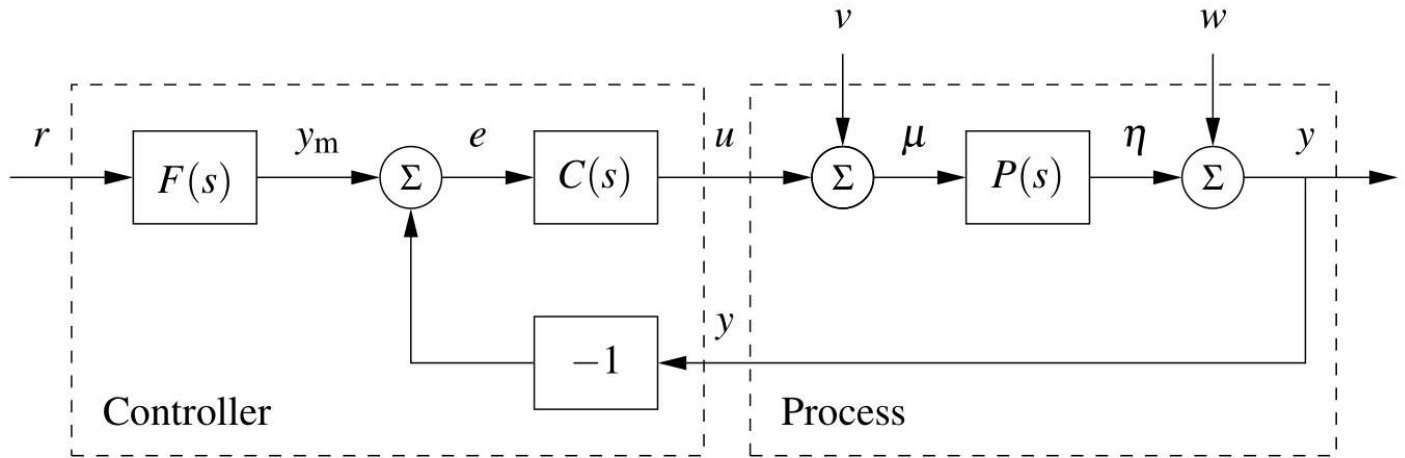 v w
r y_m e u μ η y
F(s) Σ C(s) Σ P(s) Σ
y
−1
Controller Process